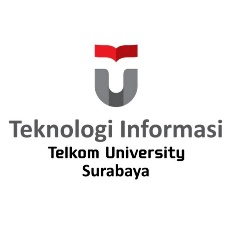 Teknologi Informasi
Telkom University
Surabaya